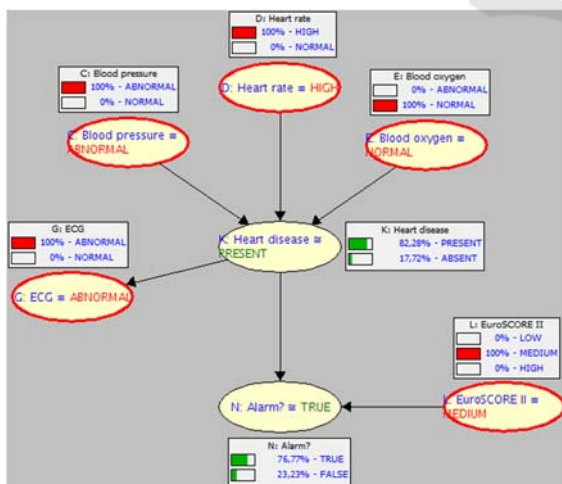 D: Heart rate
100% - HIGH
0% - NORMAL
C: Blood pressure
100% - ABNORMAL
0% - NORMAL
E: Blood oxygen
0% - ABNORMAL
100% - NORMAL
D: Heart rate ≅ HIGH
C: Blood pressure ≅
ABNORMAL
E: Blood oxygen ≅
NORMAL
G: ECG
100% - ABNORMAL
0% - NORMAL
K: Heart disease ≅
PRESENT
K: Heart disease
82,28% - PRESENT
17,72% - ABSENT
G: ECG ≅ ABNORMAL
L: EuroSCORE II
0% - LOW
100% - MEDIUM
0% - HIGH
N: Alarm? ≅ TRUE
L: EuroSCORE II ≅
MEDIUM
N: Alarm?
76,77% - TRUE
23,23% - FALSE